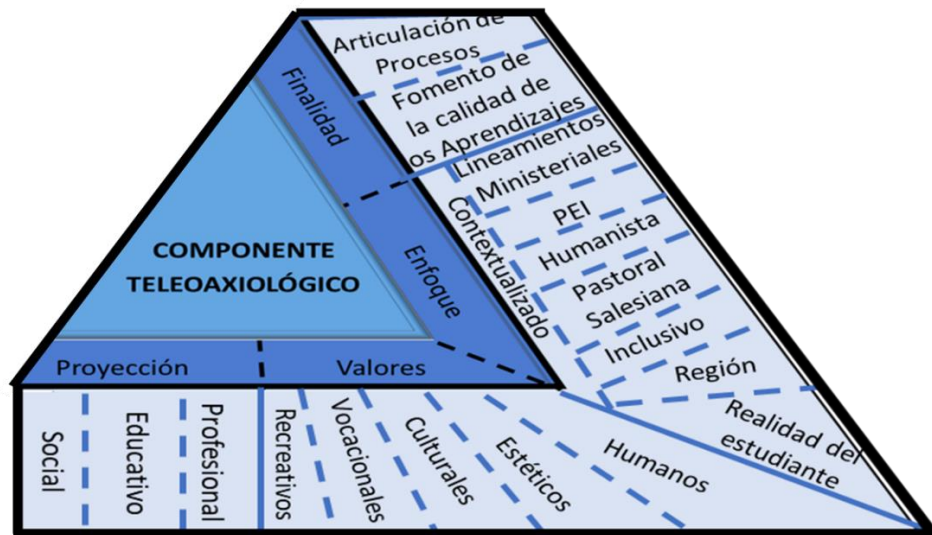 Articulación de
Procesos
Fomento de
la calidad de
os Aprendizajes
Lineamientos
Ministeriales
PEI
Humanista
Pastoral
Salesiana
Inclusivo
Región
Realidad del
estudiante
Contextualizado
Finalidad
Enfoque
COMPONENTE
TELEOAXIOLÓGICO
Proyección
Valores
Social
Educativo
Profesional
Recreativos
Vocacionales
Culturales
Estéticos
Humanos